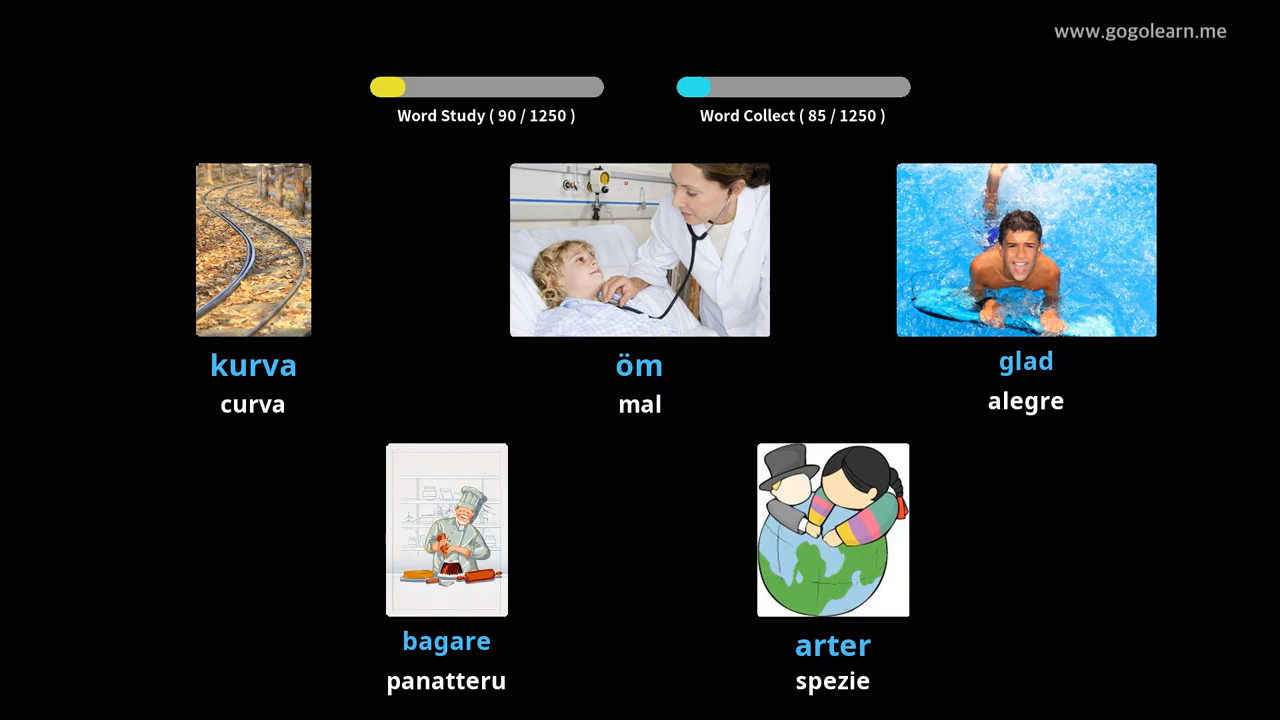 www.gogolearn.me
Word Study ( 90 / 1250 )
Word Collect ( 85 / 1250 )
kurva
curva
öm
mal
glad
alegre
bagare
panatteru
arter
spezie